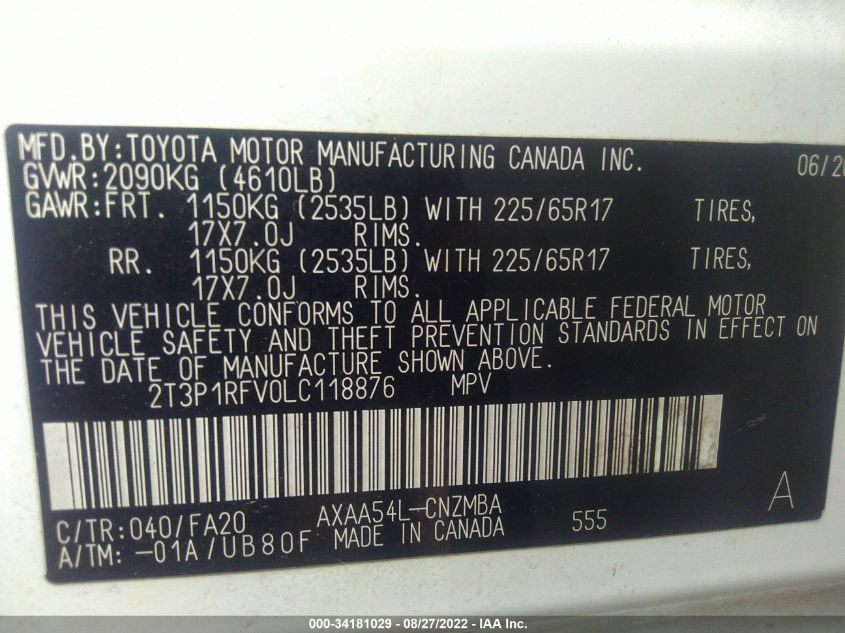 MFD.BY:TOYOTA MOTOR MANUFACTURING CANADA INC. 06/20
GVWR:2090KG (4610LB)
GAWR:FRT. 1150KG (2535LB) WITH 225/65R17 TIRES,
17X7.0J RIMS.
RR. 1150KG (2535LB) WITH 225/65R17 TIRES,
17X7.0J RIMS.
THIS VEHICLE CONFORMS TO ALL APPLICABLE FEDERAL MOTOR
VEHICLE SAFETY AND THEFT PREVENTION STANDARDS IN EFFECT ON
THE DATE OF MANUFACTURE SHOWN ABOVE.
2T3P1RFV0LC118876 MPV
A
C/TR:040/FA20 AXAA54L-CNZMBA 555
A/TM: -01A/UB80F MADE IN CANADA
000-34181029 - 08/27/2022 - IAA Inc.